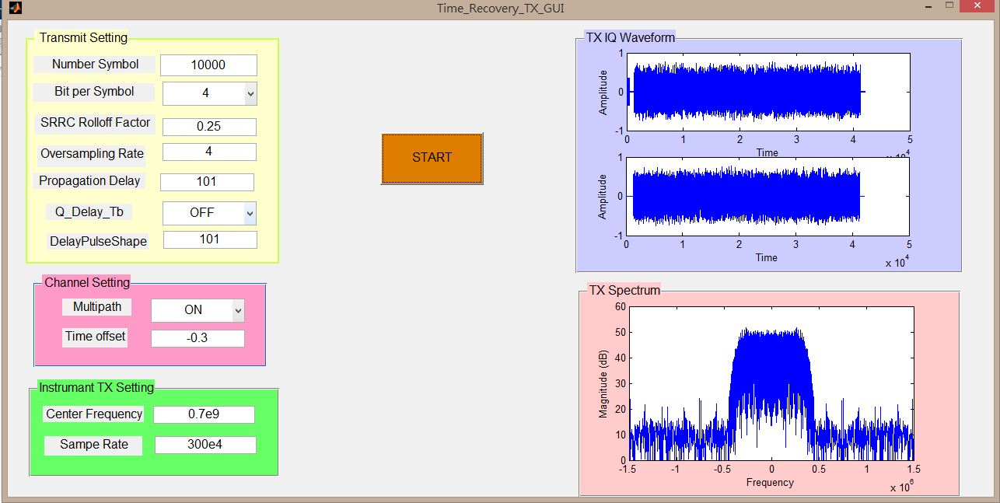 Time_Recovery_TX_GUI
Transmit Setting
Number Symbol 10000
Bit per Symbol 4
SRRC Rolloff Factor 0.25
Oversampling Rate 4
Propagation Delay 101
Q_Delay_Tb OFF
DelayPulseShape 101
Channel Setting
Multipath ON
Time offset -0.3
Instrumant TX Setting
Center Frequency 0.7e9
Sampe Rate 300e4
START
TX IQ Waveform
Amplitude
1
0
-1
0 1 2 3 4 5
Time
Amplitude
1
0
-1
0 1 2 3 4 5
Time
x 10^4
TX Spectrum
Magnitude (dB)
60
50
40
30
20
10
0
-1.5 -1 -0.5 0 0.5 1 1.5
Frequency
x 10^6